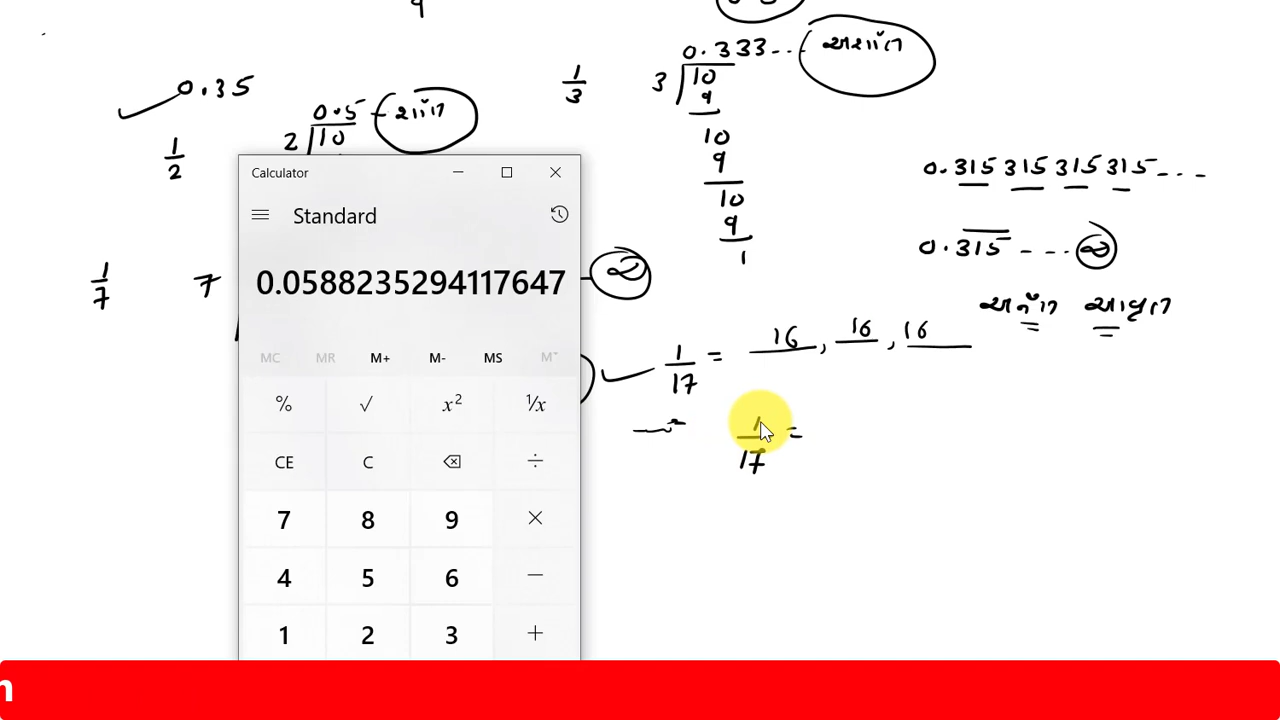 9
0.35
1/2
2 10
0.5 સાંત
1/3
0.333...
3 10
9
10
9
10
9
1
0.315 315 315 315...
0.315 ... ∞
અનંત આવૃત
1/7 7
∞
1/17 = 16, 16, 16
1/17 =
Calculator
Standard
0.0588235294117647
MC MR M+ M- MS M˅
% √ x² ¹/x
CE C ÷
7 8 9 ×
4 5 6 −
1 2 3 +
n